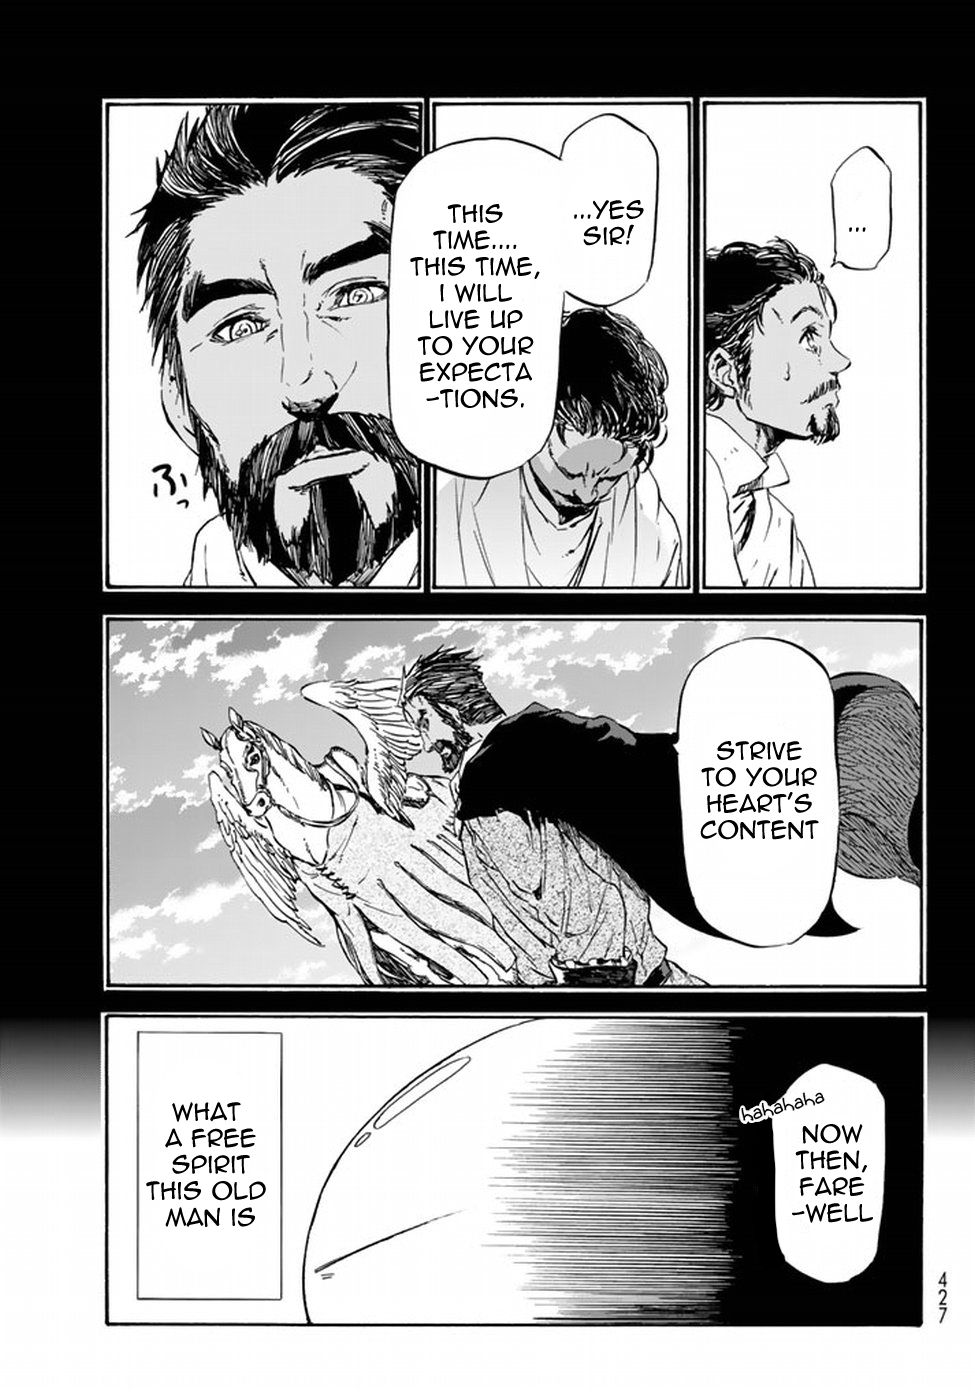 ...
...YES
SIR!
THIS
TIME....
THIS TIME,
I WILL
LIVE UP
TO YOUR
EXPECTA
-TIONS.
ふっ
STRIVE
TO YOUR
HEART'S
CONTENT
hahahaha
NOW
THEN,
FARE
-WELL
WHAT
A FREE
SPIRIT
THIS OLD
MAN IS
427